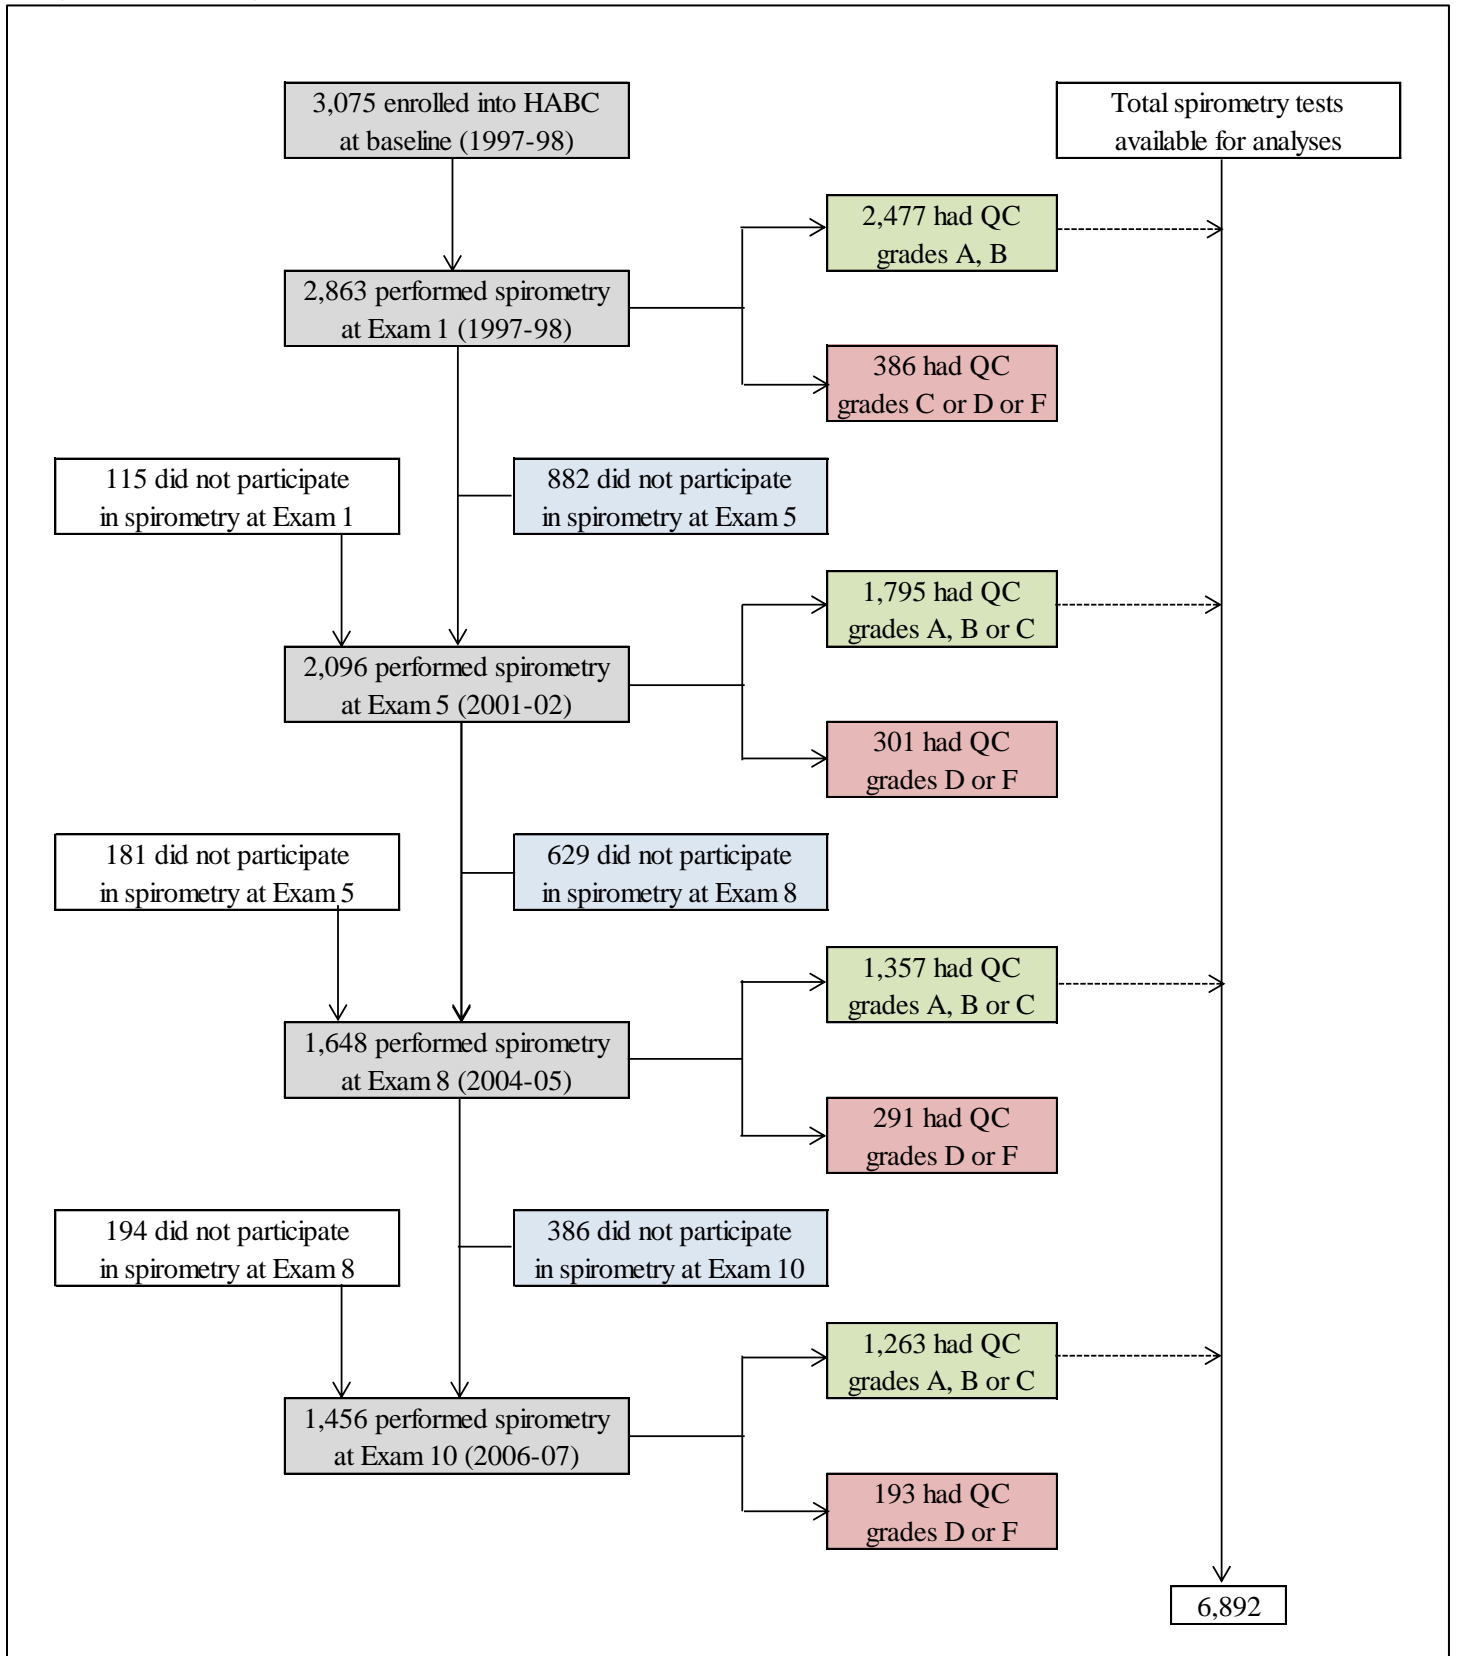 3,075 enrolled into HABC
at baseline (1997-98)
Total spirometry tests
available for analyses
2,477 had QC
grades A, B
2,863 performed spirometry
at Exam 1 (1997-98)
386 had QC
grades C or D or F
115 did not participate
in spirometry at Exam 1
882 did not participate
in spirometry at Exam 5
1,795 had QC
grades A, B or C
2,096 performed spirometry
at Exam 5 (2001-02)
301 had QC
grades D or F
181 did not participate
in spirometry at Exam 5
629 did not participate
in spirometry at Exam 8
1,357 had QC
grades A, B or C
1,648 performed spirometry
at Exam 8 (2004-05)
291 had QC
grades D or F
194 did not participate
in spirometry at Exam 8
386 did not participate
in spirometry at Exam 10
1,263 had QC
grades A, B or C
1,456 performed spirometry
at Exam 10 (2006-07)
193 had QC
grades D or F
6,892